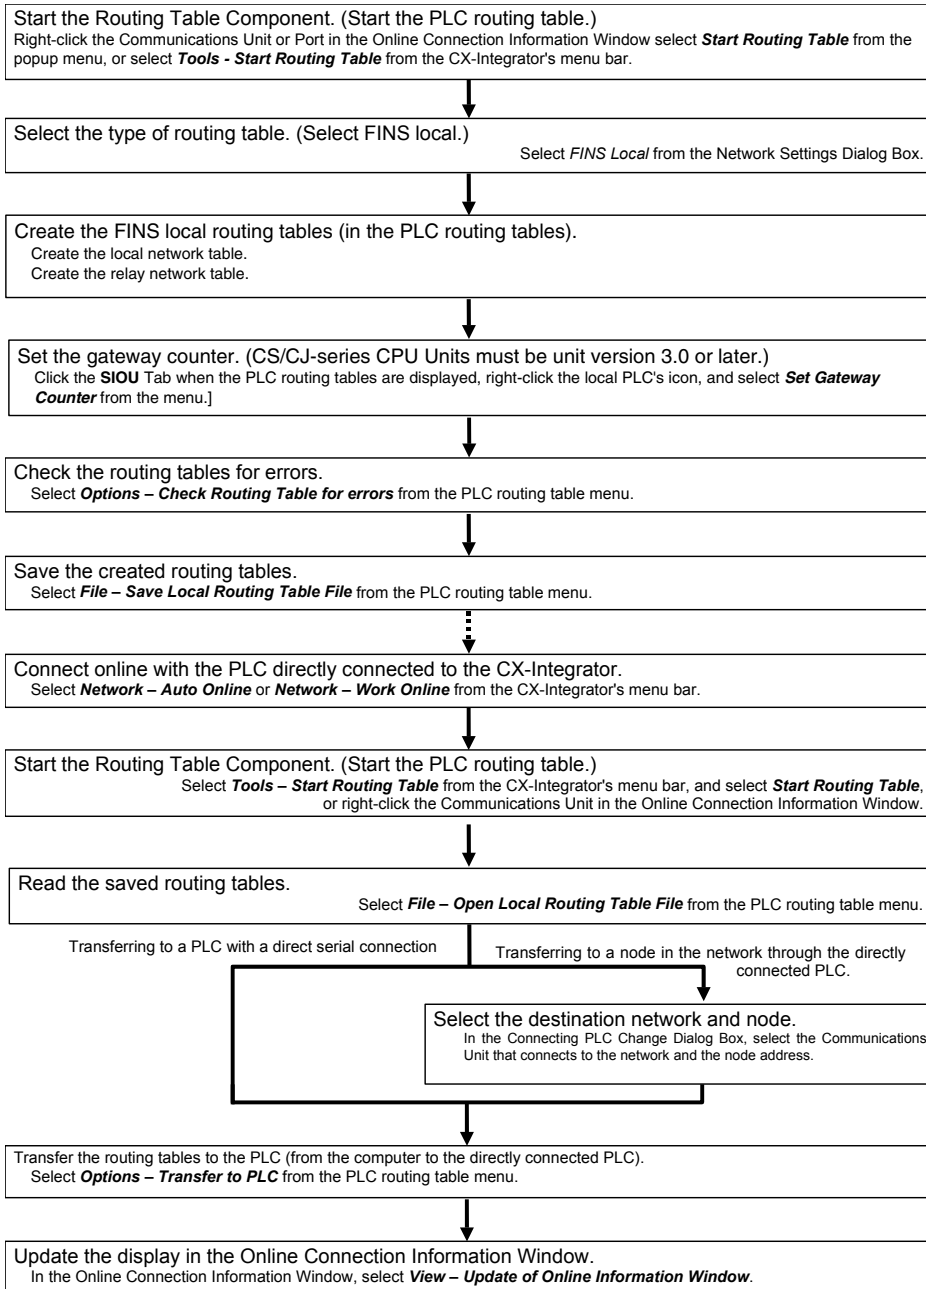 Start the Routing Table Component. (Start the PLC routing table.)
Right-click the Communications Unit or Port in the Online Connection Information Window select Start Routing Table from the
popup menu, or select Tools - Start Routing Table from the CX-Integrator's menu bar.
Select the type of routing table. (Select FINS local.)
Select FINS Local from the Network Settings Dialog Box.
Create the FINS local routing tables (in the PLC routing tables).
Create the local network table.
Create the relay network table.
Set the gateway counter. (CS/CJ-series CPU Units must be unit version 3.0 or later.)
Click the SIOU Tab when the PLC routing tables are displayed, right-click the local PLC's icon, and select Set Gateway
Counter from the menu.]
Check the routing tables for errors.
Select Options – Check Routing Table for errors from the PLC routing table menu.
Save the created routing tables.
Select File – Save Local Routing Table File from the PLC routing table menu.
Connect online with the PLC directly connected to the CX-Integrator.
Select Network – Auto Online or Network – Work Online from the CX-Integrator's menu bar.
Start the Routing Table Component. (Start the PLC routing table.)
Select Tools – Start Routing Table from the CX-Integrator's menu bar, and select Start Routing Table,
or right-click the Communications Unit in the Online Connection Information Window.
Read the saved routing tables.
Select File – Open Local Routing Table File from the PLC routing table menu.
Transferring to a PLC with a direct serial connection
Transferring to a node in the network through the directly
connected PLC.
Select the destination network and node.
In the Connecting PLC Change Dialog Box, select the Communications
Unit that connects to the network and the node address.
Transfer the routing tables to the PLC (from the computer to the directly connected PLC).
Select Options – Transfer to PLC from the PLC routing table menu.
Update the display in the Online Connection Information Window.
In the Online Connection Information Window, select View – Update of Online Information Window.